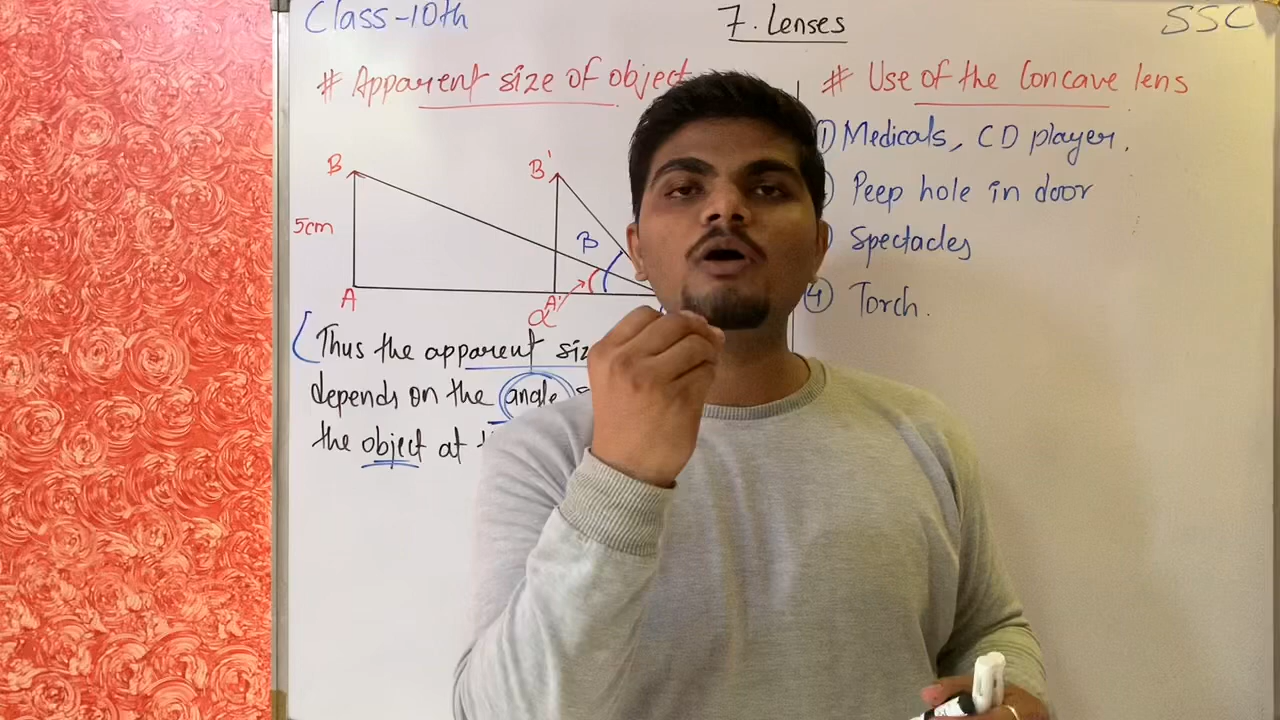 Class-10th
7. Lenses
SSC
# Apparent size of object
B
B'
5cm
B
A
A'
α
(Thus the apparent
depends on the angle
the object at
# Use of the Concave lens
1) Medicals, CD player.
Peep hole in door
Spectacles
4 Torch.